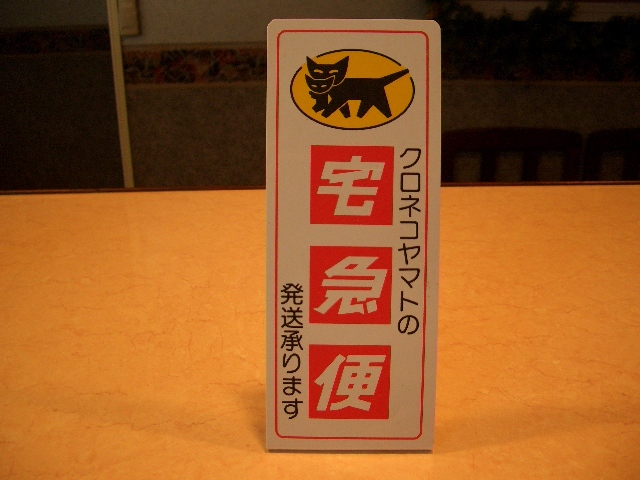 クロネコヤマトの
宅急便
発送承ります